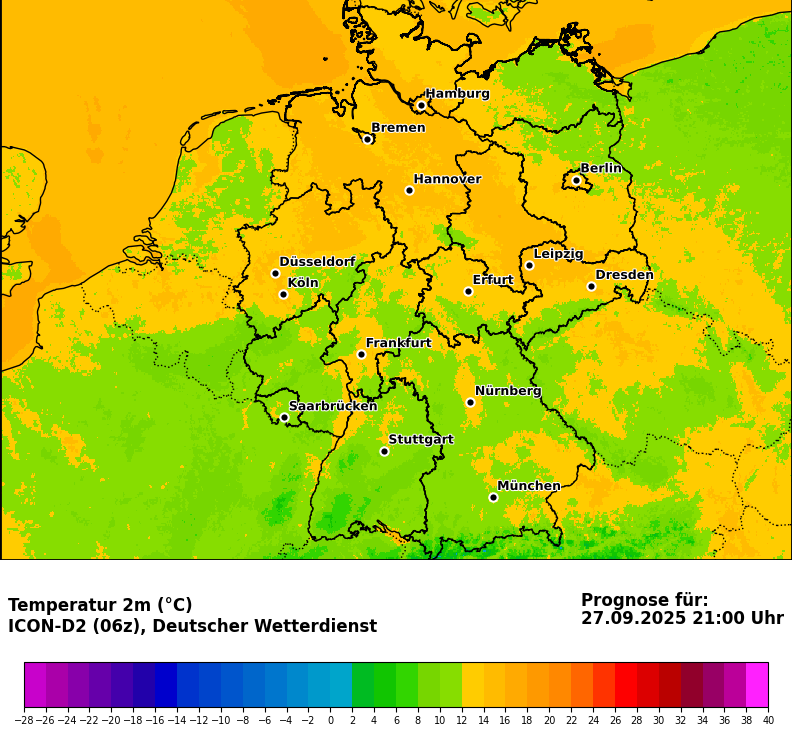 Hamburg
Bremen
Berlin
Hannover
Leipzig
Düsseldorf
Dresden
Köln
Erfurt
Frankfurt
Nürnberg
Saarbrücken
Stuttgart
München
Temperatur 2m (°C)
ICON-D2 (06z), Deutscher Wetterdienst
Prognose für:
27.09.2025 21:00 Uhr
−28 −26 −24 −22 −20 −18 −16 −14 −12 −10 −8 −6 −4 −2 0 2 4 6 8 10 12 14 16 18 20 22 24 26 28 30 32 34 36 38 40